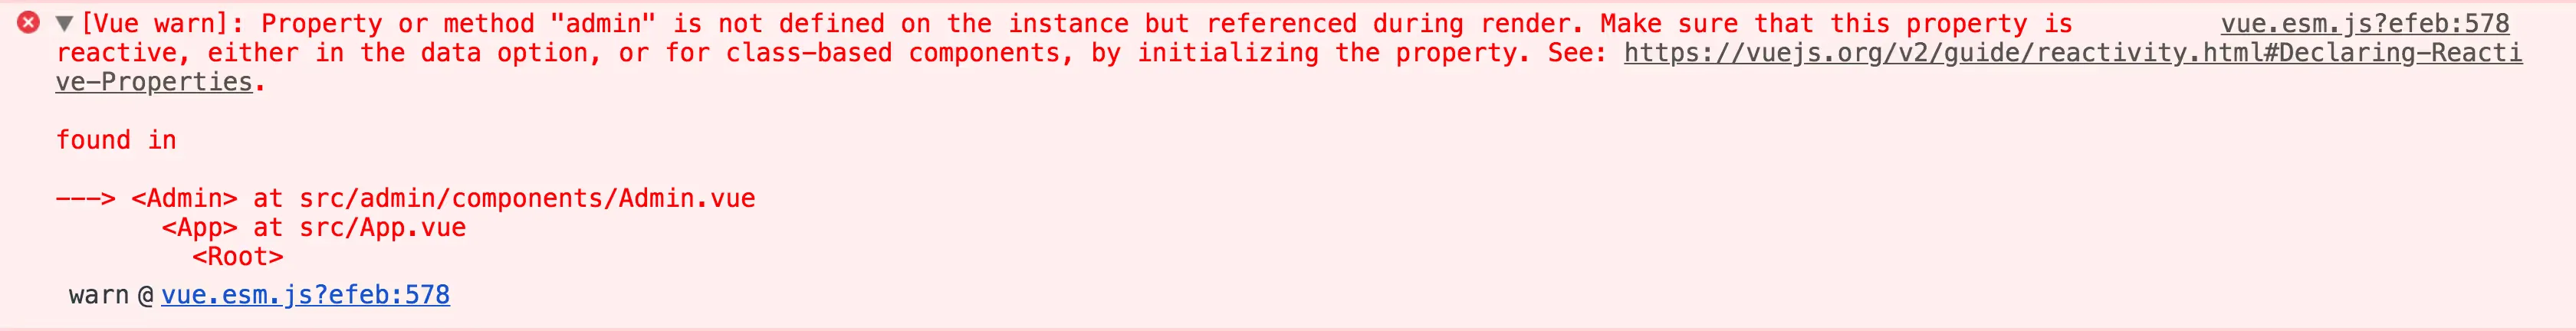 [Vue warn]: Property or method "admin" is not defined on the instance but referenced during render. Make sure that this property is vue.esm.js?efeb:578
reactive, either in the data option, or for class-based components, by initializing the property. See: https://vuejs.org/v2/guide/reactivity.html#Declaring-Reacti
ve-Properties.
found in
---> <Admin> at src/admin/components/Admin.vue
<App> at src/App.vue
<Root>
warn @ vue.esm.js?efeb:578